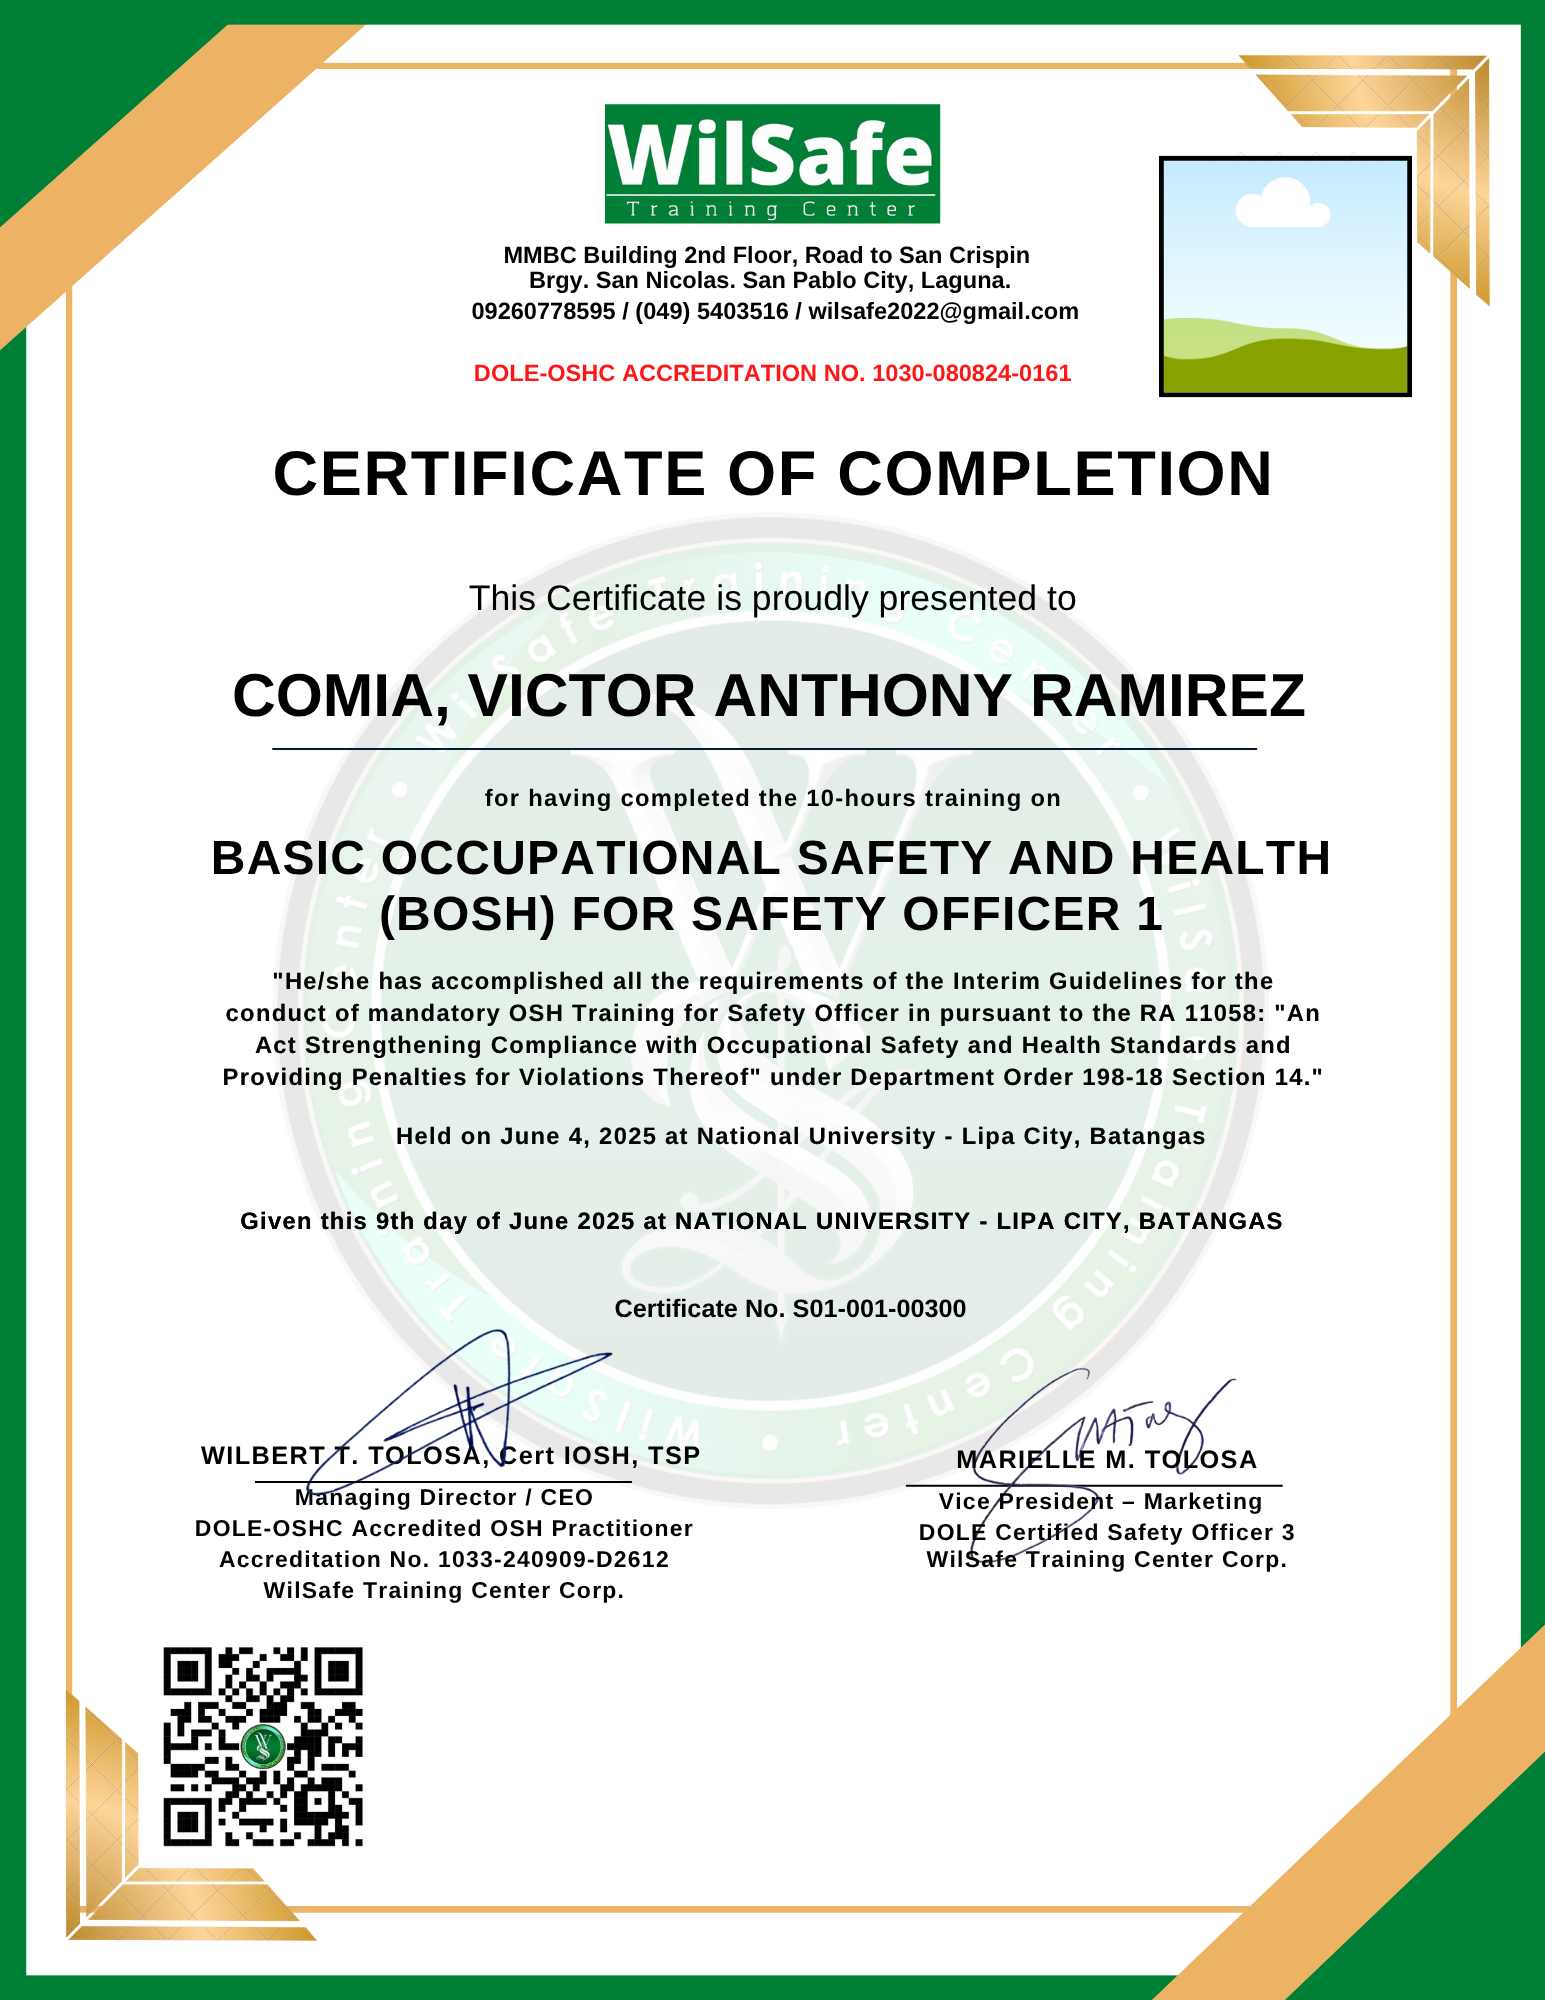 WilSafe
Training Center
MMBC Building 2nd Floor, Road to San Crispin
Brgy. San Nicolas. San Pablo City, Laguna.
09260778595 / (049) 5403516 / wilsafe2022@gmail.com
DOLE-OSHC ACCREDITATION NO. 1030-080824-0161
CERTIFICATE OF COMPLETION
This Certificate is proudly presented to
COMIA, VICTOR ANTHONY RAMIREZ
for having completed the 10-hours training on
BASIC OCCUPATIONAL SAFETY AND HEALTH
(BOSH) FOR SAFETY OFFICER 1
"He/she has accomplished all the requirements of the Interim Guidelines for the
conduct of mandatory OSH Training for Safety Officer in pursuant to the RA 11058: "An
Act Strengthening Compliance with Occupational Safety and Health Standards and
Providing Penalties for Violations Thereof" under Department Order 198-18 Section 14."
Held on June 4, 2025 at National University - Lipa City, Batangas
Given this 9th day of June 2025 at NATIONAL UNIVERSITY - LIPA CITY, BATANGAS
Certificate No. S01-001-00300
WILBERT T. TOLOSA, Cert IOSH, TSP
Managing Director / CEO
DOLE-OSHC Accredited OSH Practitioner
Accreditation No. 1033-240909-D2612
WilSafe Training Center Corp.
MARIELLE M. TOLOSA
Vice President – Marketing
DOLE Certified Safety Officer 3
WilSafe Training Center Corp.
WilSafe Training Center • WilSafe Training Center • WilSafe Training Center •